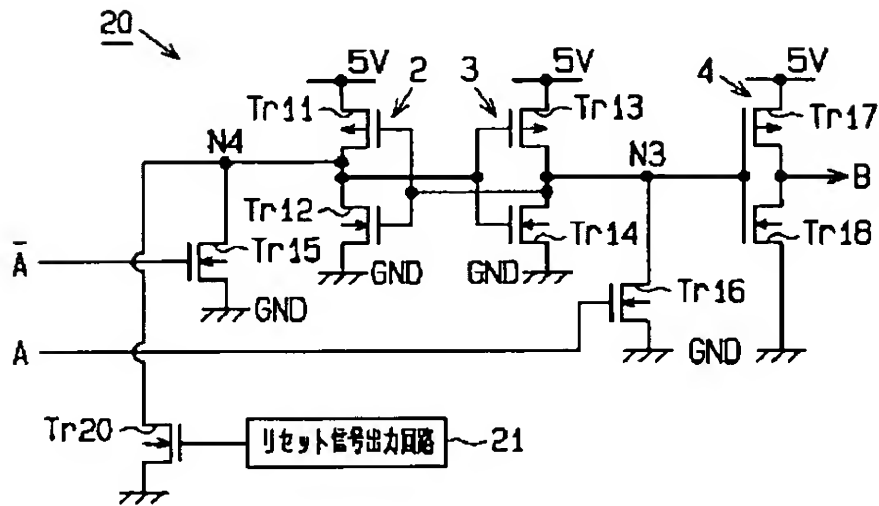 20
5V 2 3 5V 4 5V
Tr11 Tr13 Tr17
N4 N3
B
Tr12 Tr14 Tr18
A̅ Tr15
GND GND
Tr16
GND
A GND
Tr20 リセット信号出力回路 21